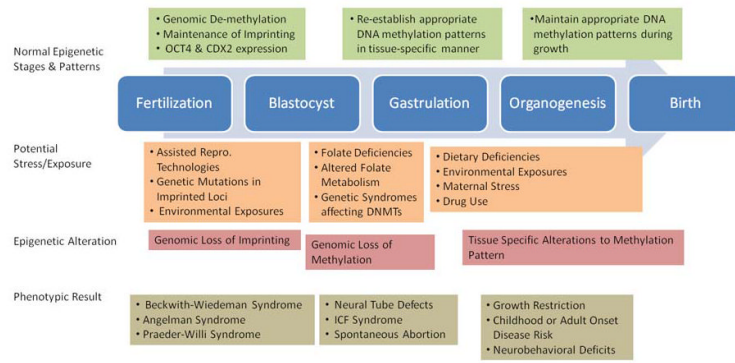 Normal Epigenetic
Stages & Patterns
• Genomic De-methylation
• Maintenance of Imprinting
• OCT4 & CDX2 expression
• Re-establish appropriate
DNA methylation patterns
in tissue-specific manner
• Maintain appropriate DNA
methylation patterns during
growth
Fertilization
Blastocyst
Gastrulation
Organogenesis
Birth
Potential
Stress/Exposure
• Assisted Repro.
Technologies
• Genetic Mutations in
Imprinted Loci
• Environmental Exposures
• Folate Deficiencies
• Altered Folate
Metabolism
• Genetic Syndromes
affecting DNMTs
• Dietary Deficiencies
• Environmental Exposures
• Maternal Stress
• Drug Use
Epigenetic Alteration
Genomic Loss of Imprinting
Genomic Loss of
Methylation
Tissue Specific Alterations to Methylation
Pattern
Phenotypic Result
• Beckwith-Wiedeman Syndrome
• Angelman Syndrome
• Praeder-Willi Syndrome
• Neural Tube Defects
• ICF Syndrome
• Spontaneous Abortion
• Growth Restriction
• Childhood or Adult Onset
Disease Risk
• Neurobehavioral Deficits